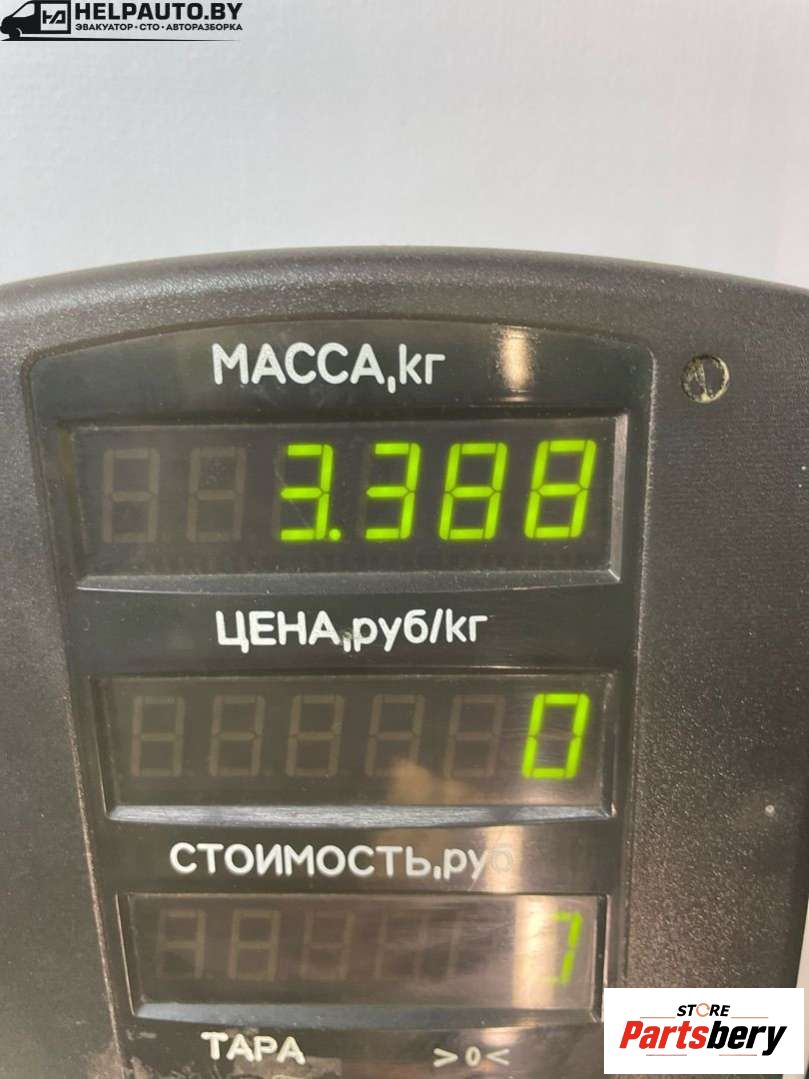 HELPAUTO.BY
ЭВАКУАТОР • СТО • АВТОРАЗБОРКА
МАССА,кг
3.388
ЦЕНА,руб/кг
0
СТОИМОСТЬ,руб
ТАРА
>0<
STORE
Partsbery